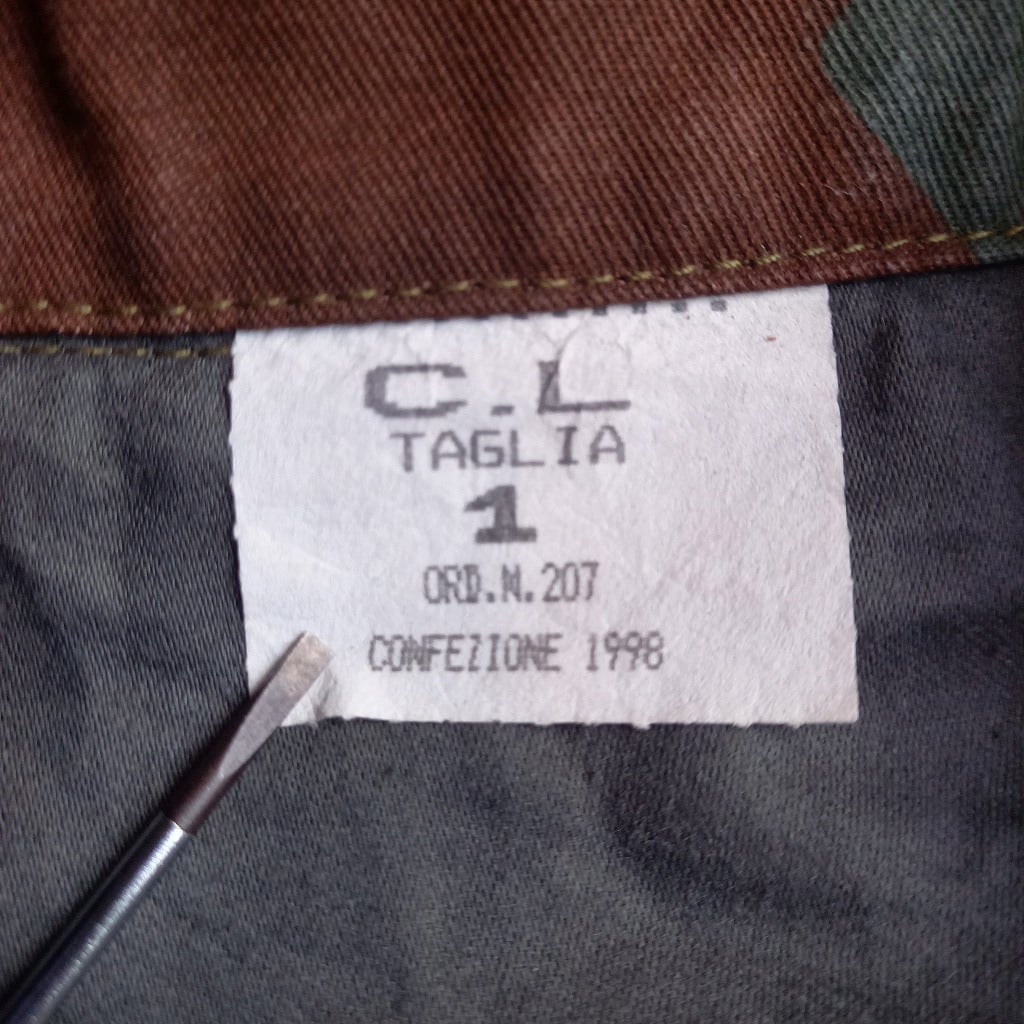 C.L
TAGLIA
1
ORD.N.207
CONFEZIONE 1998